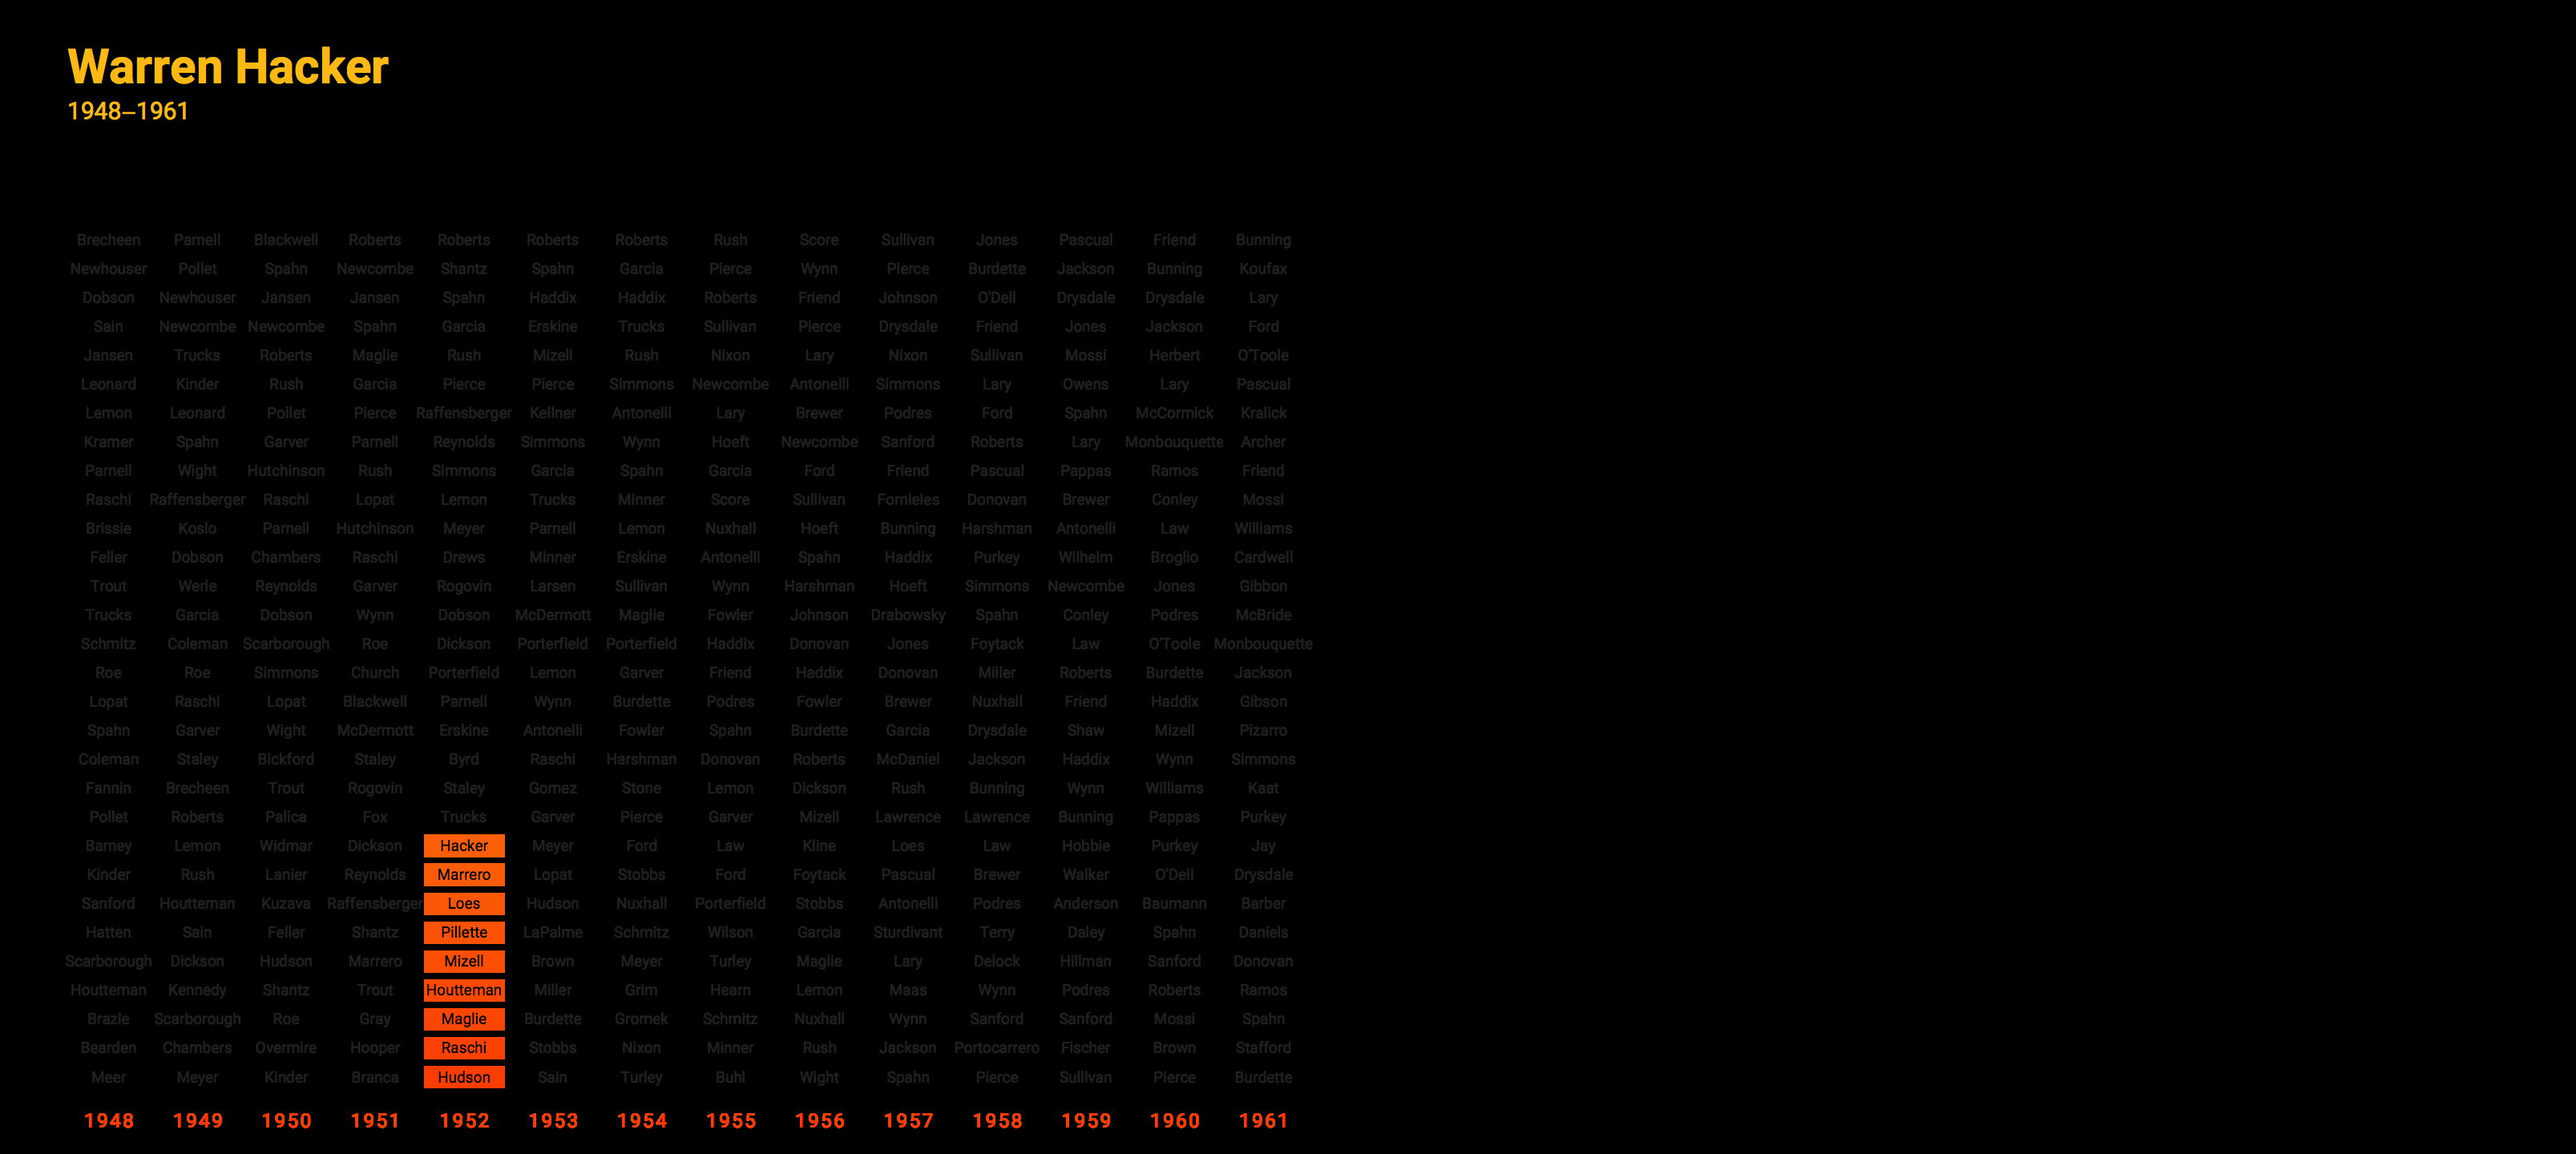 Warren Hacker
1948–1961
Brecheen Parnell Blackwell Roberts Roberts Roberts Roberts Rush Score Sullivan Jones Pascual Friend Bunning
Newhouser Pollet Spahn Newcombe Shantz Spahn Garcia Pierce Wynn Pierce Burdette Jackson Bunning Koufax
Dobson Newhouser Jansen Jansen Spahn Haddix Haddix Roberts Friend Johnson O'Dell Drysdale Drysdale Lary
Sain Newcombe Newcombe Spahn Garcia Erskine Trucks Sullivan Pierce Drysdale Friend Jones Jackson Ford
Jansen Trucks Roberts Maglie Rush Mizell Rush Nixon Lary Nixon Sullivan Mossi Herbert O'Toole
Leonard Kinder Rush Garcia Pierce Pierce Simmons Newcombe Antonelli Simmons Lary Owens Lary Pascual
Lemon Leonard Pollet Pierce Raffensberger Kellner Antonelli Lary Brewer Podres Ford Spahn McCormick Kralick
Kramer Spahn Garver Parnell Reynolds Simmons Wynn Hoeft Newcombe Sanford Roberts Lary Monbouquette Archer
Parnell Wight Hutchinson Rush Simmons Garcia Spahn Garcia Ford Friend Pascual Pappas Ramos Friend
Raschi Raffensberger Raschi Lopat Lemon Trucks Minner Score Sullivan Fornieles Donovan Brewer Conley Mossi
Brissie Koslo Parnell Hutchinson Meyer Parnell Lemon Nuxhall Hoeft Bunning Harshman Antonelli Law Williams
Feller Dobson Chambers Raschi Drews Minner Erskine Antonelli Spahn Haddix Purkey Wilhelm Broglio Cardwell
Trout Werle Reynolds Garver Rogovin Larsen Sullivan Wynn Harshman Hoeft Simmons Newcombe Jones Gibbon
Trucks Garcia Dobson Wynn Dobson McDermott Maglie Fowler Johnson Drabowsky Spahn Conley Podres McBride
Schmitz Coleman Scarborough Roe Dickson Porterfield Porterfield Haddix Donovan Jones Foytack Law O'Toole Monbouquette
Roe Roe Simmons Church Porterfield Lemon Garver Friend Haddix Donovan Miller Roberts Burdette Jackson
Lopat Raschi Lopat Blackwell Parnell Wynn Burdette Podres Fowler Brewer Nuxhall Friend Haddix Gibson
Spahn Garver Wight McDermott Erskine Antonelli Fowler Spahn Burdette Garcia Drysdale Shaw Mizell Pizarro
Coleman Staley Bickford Staley Byrd Raschi Harshman Donovan Roberts McDaniel Jackson Haddix Wynn Simmons
Fannin Brecheen Trout Rogovin Staley Gomez Stone Lemon Dickson Rush Bunning Wynn Williams Kaat
Pollet Roberts Palica Fox Trucks Garver Pierce Garver Mizell Lawrence Lawrence Bunning Pappas Purkey
Barney Lemon Widmar Dickson Hacker Meyer Ford Law Kline Loes Law Hobbie Purkey Jay
Kinder Rush Lanier Reynolds Marrero Lopat Stobbs Ford Foytack Pascual Brewer Walker O'Dell Drysdale
Sanford Houtteman Kuzava Raffensberger Loes Hudson Nuxhall Porterfield Stobbs Antonelli Podres Anderson Baumann Barber
Hatten Sain Feller Shantz Pillette LaPalme Schmitz Wilson Garcia Sturdivant Terry Daley Spahn Daniels
Scarborough Dickson Hudson Marrero Mizell Brown Meyer Turley Maglie Lary Delock Hillman Sanford Donovan
Houtteman Kennedy Shantz Trout Houtteman Miller Grim Hearn Lemon Maas Wynn Podres Roberts Ramos
Brazle Scarborough Roe Gray Maglie Burdette Gromek Schmitz Nuxhall Wynn Sanford Sanford Mossi Spahn
Bearden Chambers Overmire Hooper Raschi Stobbs Nixon Minner Rush Jackson Portocarrero Fischer Brown Stafford
Meer Meyer Kinder Branca Hudson Sain Turley Buhl Wight Spahn Pierce Sullivan Pierce Burdette
1948 1949 1950 1951 1952 1953 1954 1955 1956 1957 1958 1959 1960 1961